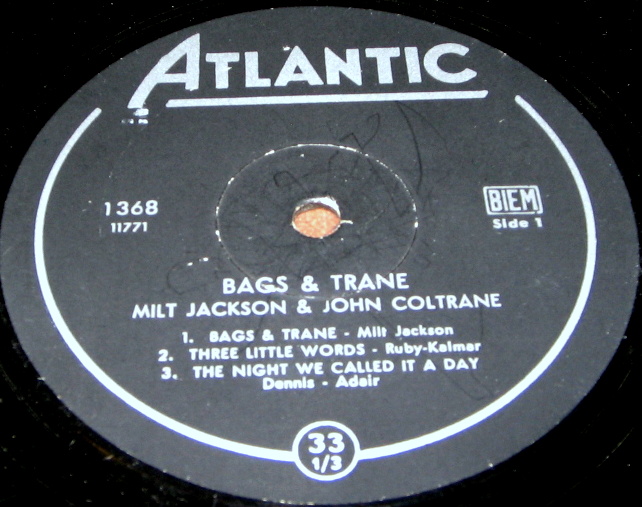 ATLANTIC
1368
11771
BIEM
Side 1
BAGS & TRANE
MILT JACKSON & JOHN COLTRANE
1. BAGS & TRANE - Milt Jackson
2. THREE LITTLE WORDS - Ruby-Kalmar
3. THE NIGHT WE CALLED IT A DAY
Dennis - Adair
33
1/3